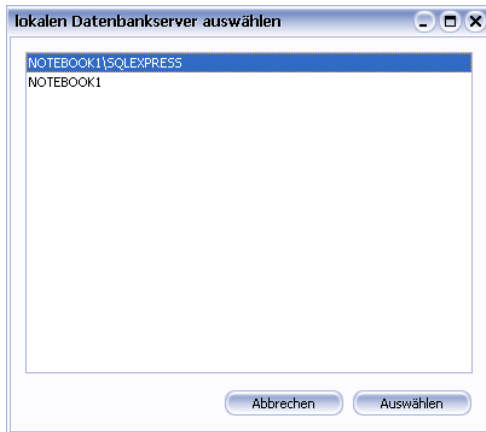 lokalen Datenbankserver auswählen
NOTEBOOK1\SQLEXPRESS
NOTEBOOK1
Abbrechen
Auswählen